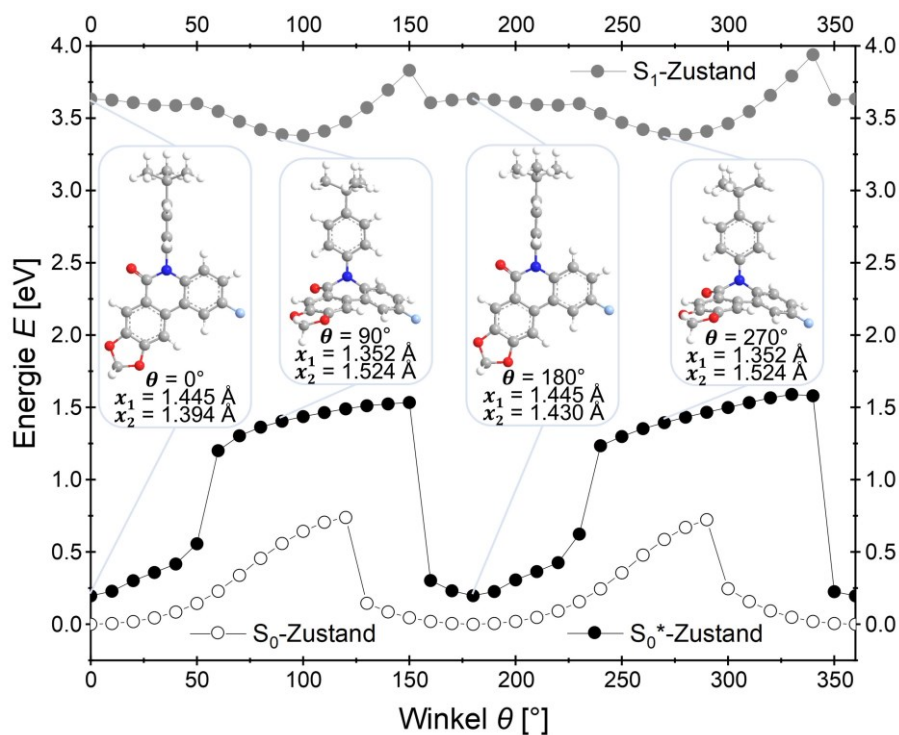 0 50 100 150 200 250 300 350
4.0 4.0
S₁-Zustand
3.5 3.5
3.0 3.0
2.5 2.5
2.0 2.0
θ = 0°
x₁ = 1.445 Å
x₂ = 1.394 Å
θ = 90°
x₁ = 1.352 Å
x₂ = 1.524 Å
θ = 180°
x₁ = 1.445 Å
x₂ = 1.430 Å
θ = 270°
x₁ = 1.352 Å
x₂ = 1.524 Å
1.5 1.5
1.0 1.0
0.5 0.5
0.0 0.0
S₀-Zustand
S₀*-Zustand
Energie E [eV]
0 50 100 150 200 250 300 350
Winkel θ [°]